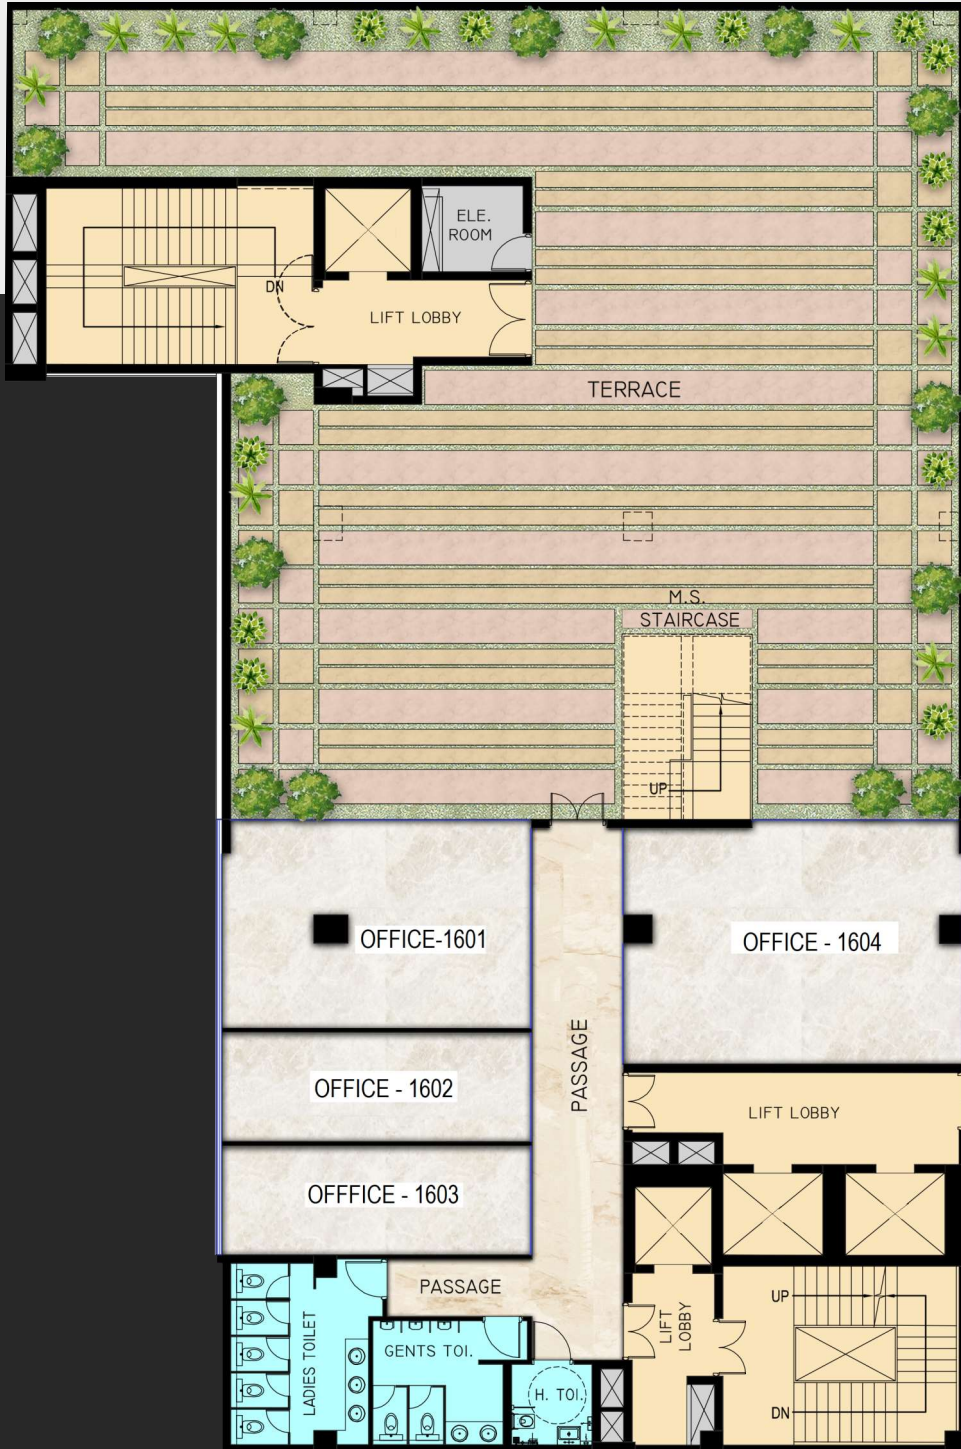 ELE.
ROOM
DN
LIFT LOBBY
TERRACE
M.S.
STAIRCASE
UP
OFFICE-1601
OFFICE - 1604
PASSAGE
OFFICE - 1602
LIFT LOBBY
OFFFICE - 1603
PASSAGE
UP
LIFT
LOBBY
LADIES TOILET
GENTS TOI.
H. TOI.
DN